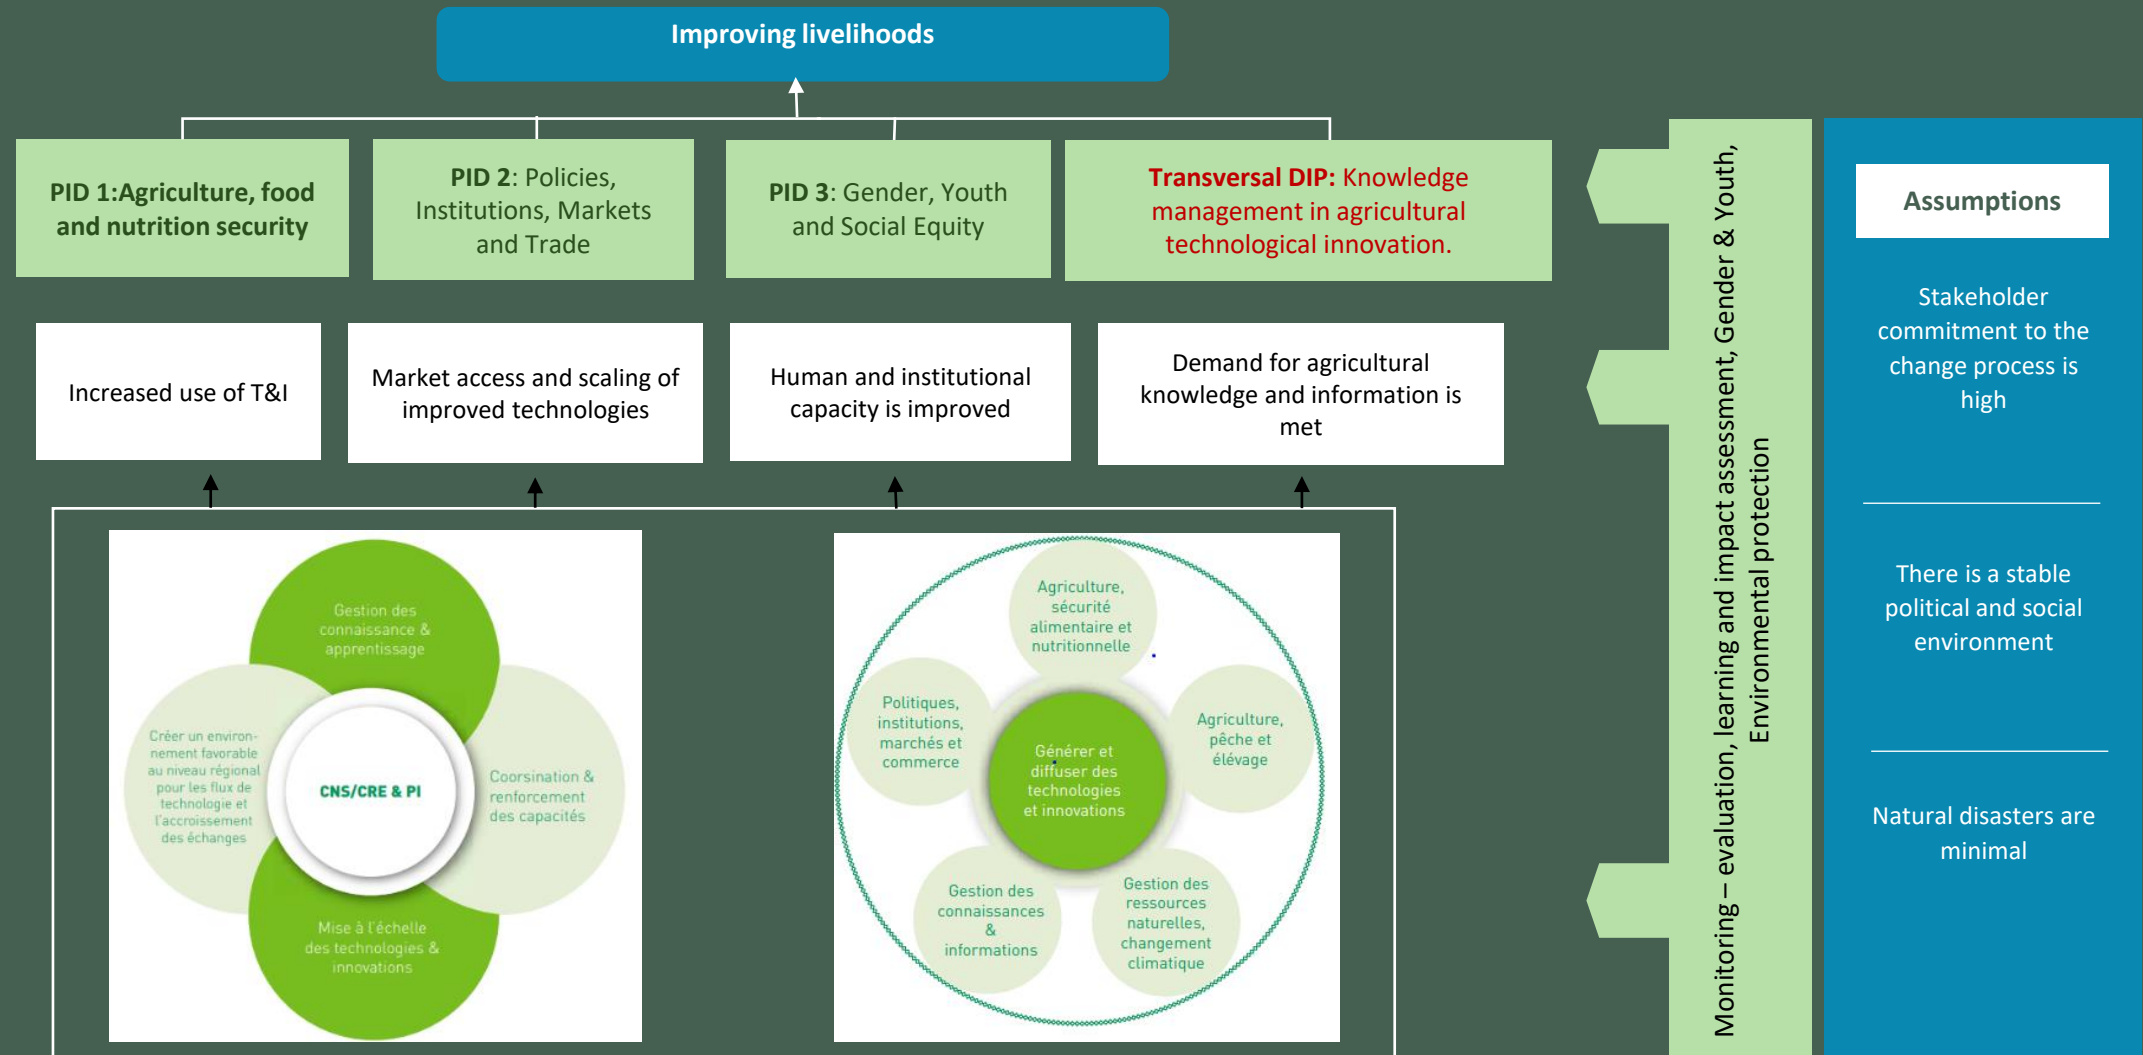 Improving livelihoods
PID 1:Agriculture, food
and nutrition security
PID 2: Policies,
Institutions, Markets
and Trade
PID 3: Gender, Youth
and Social Equity
Transversal DIP: Knowledge
management in agricultural
technological innovation.
Increased use of T&I
Market access and scaling of
improved technologies
Human and institutional
capacity is improved
Demand for agricultural
knowledge and information is
met
Gestion des
connaissance &
apprentissage
Créer un environ-
nement favorable
au niveau régional
pour les flux de
technologie et
l'accroissement
des échanges
CNS/CRE & PI
Coorsination &
renforcement
des capacités
Mise à l'échelle
des technologies &
innovations
Agriculture,
sécurité
alimentaire et
nutritionnelle
Politiques,
institutions,
marchés et
commerce
Générer et
diffuser des
technologies
et innovations
Agriculture,
pêche et
élévage
Gestion des
connaissances
&
informations
Gestion des
ressources
naturelles,
changement
climatique
Monitoring – evaluation, learning and impact assessment, Gender & Youth,
Environmental protection
Assumptions
Stakeholder
commitment to the
change process is
high
There is a stable
political and social
environment
Natural disasters are
minimal